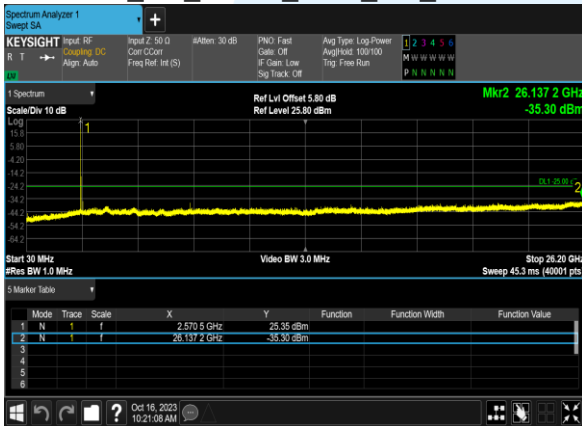 Spectrum Analyzer 1
Swept SA
+
KEYSIGHT Input: RF Input Z: 50 Ω #Atten: 30 dB PNO: Fast Avg Type: Log-Power 1 2 3 4 5 6
R T Coupling: DC Corr CCorr Gate: Off Avg|Hold: 100/100 M W W W W W
Align: Auto Freq Ref: Int (S) IF Gain: Low Trig: Free Run
Sig Track: Off P N N N N N
1 Spectrum
Ref Lvl Offset 5.80 dB Mkr2 26.137 2 GHz
Scale/Div 10 dB Ref Level 25.80 dBm -35.30 dBm
Log
1
15.8
5.80
-4.20
-14.2
-24.2
DL1 -25.00
2
-34.2
-44.2
-54.2
-64.2
Start 30 MHz Video BW 3.0 MHz Stop 26.20 GHz
#Res BW 1.0 MHz Sweep 45.3 ms (40001 pts
5 Marker Table
Mode Trace Scale X Y Function Function Width Function Value
1 N 1 f 2.570 5 GHz 25.35 dBm
2 N 1 f 26.137 2 GHz -35.30 dBm
3
4
5
6
? Oct 16, 2023
10:21:08 AM